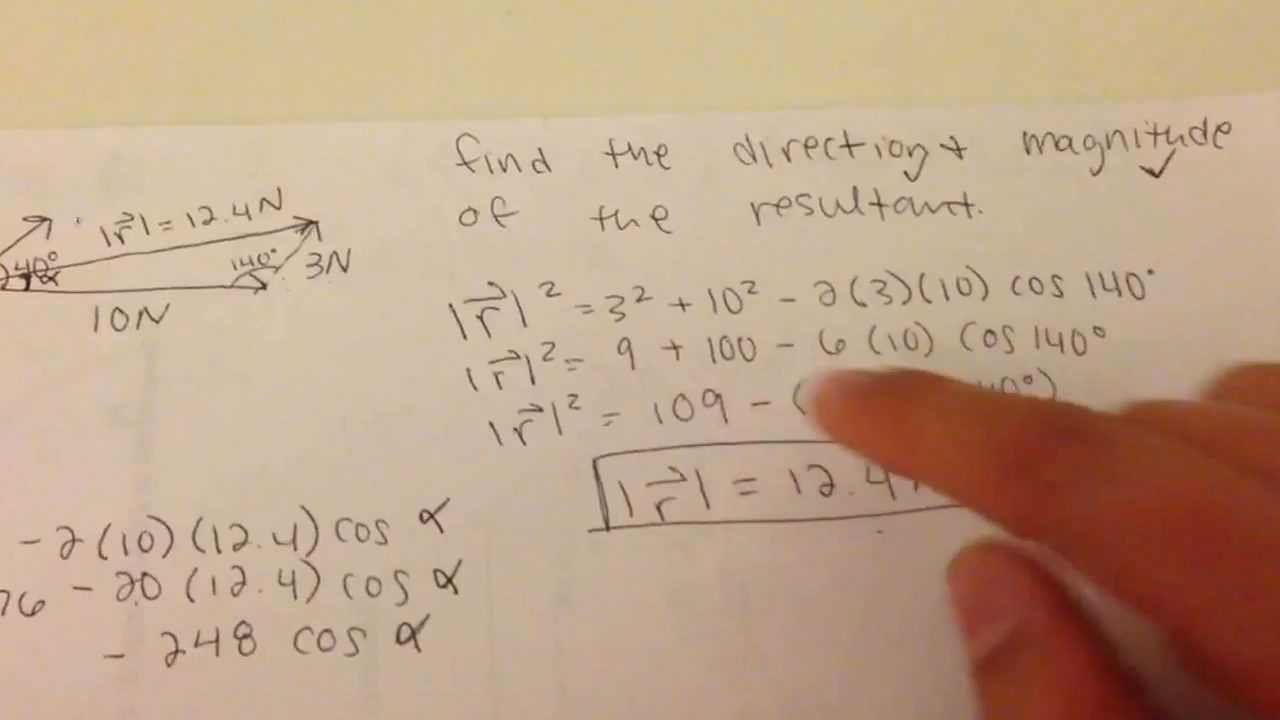 find the direction + magnitude
of the resultant.
|r⃗| = 12.4N
40°
α
140°
3N
10N
|r⃗|² = 3² + 10² - 2(3)(10) cos 140°
|r⃗|² = 9 + 100 - 6(10) cos 140°
|r⃗|² = 109 - (
|r⃗| = 12.4
-2(10)(12.4) cos α
76 - 20(12.4) cos α
- 248 cos α